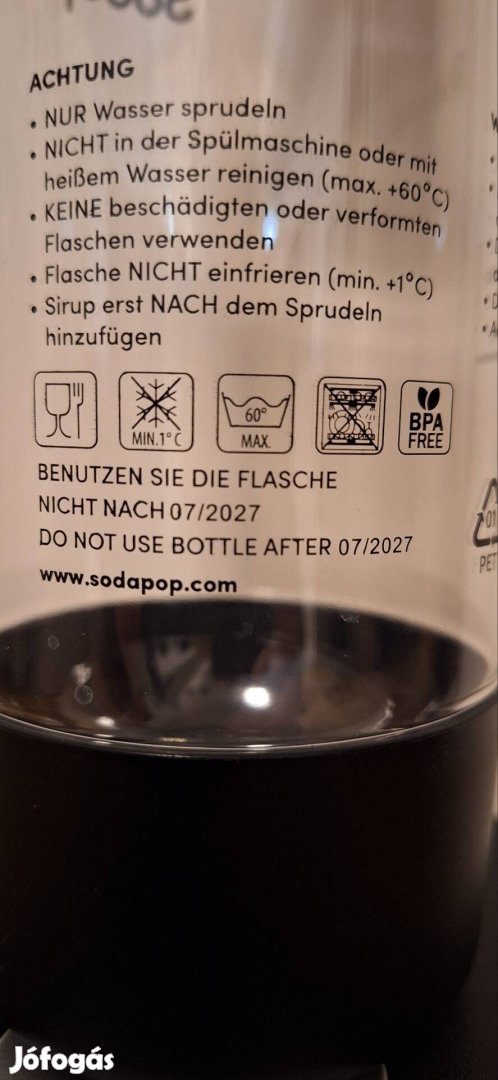 ACHTUNG
• NUR Wasser sprudeln
• NICHT in der Spülmaschine oder mit
heißem Wasser reinigen (max. +60°C)
• KEINE beschädigten oder verformten
Flaschen verwenden
• Flasche NICHT einfrieren (min. +1°C)
• Sirup erst NACH dem Sprudeln
hinzufügen
MIN.1°C
60°
MAX.
BPA
FREE
BENUTZEN SIE DIE FLASCHE
NICHT NACH 07/2027
DO NOT USE BOTTLE AFTER 07/2027
www.sodapop.com
01
PET
Jófogás